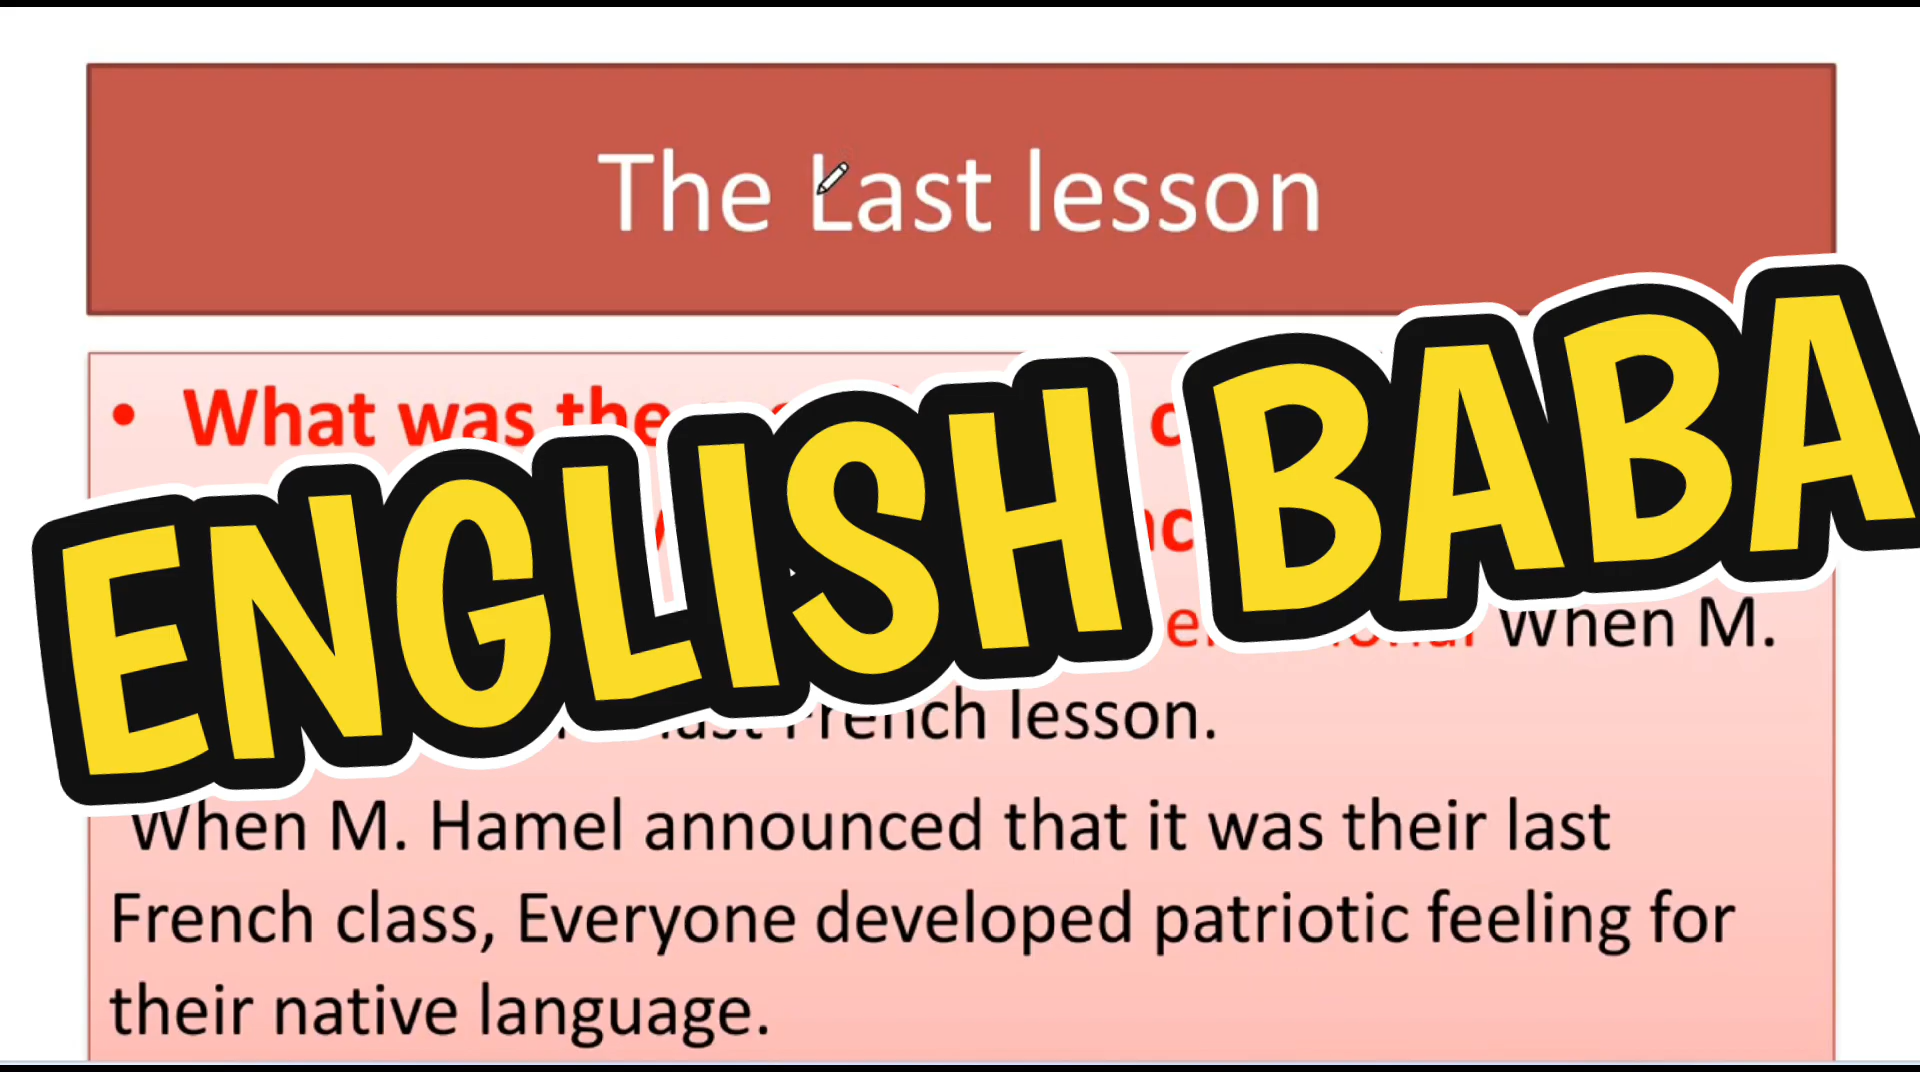 The Last lesson
• What was the
ENGLISH BABA
When M.
last French lesson.
When M. Hamel announced that it was their last
French class, Everyone developed patriotic feeling for
their native language.